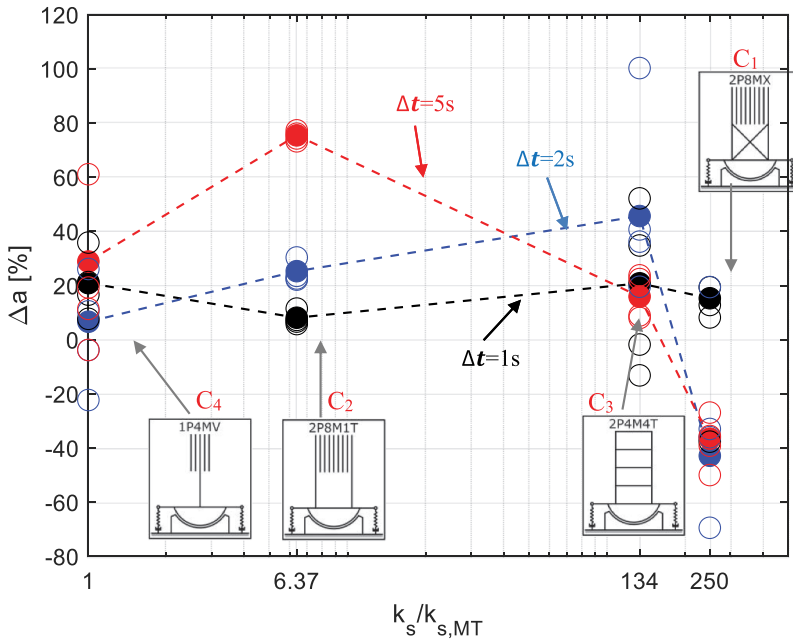 120
100
80
60
40
20
0
-20
-40
-60
-80
Δa [%]
Δt=5s
Δt=2s
Δt=1s
C1
2P8MX
C4
1P4MV
C2
2P8M1T
C3
2P4M4T
1
6.37
134
250
ks/ks,MT